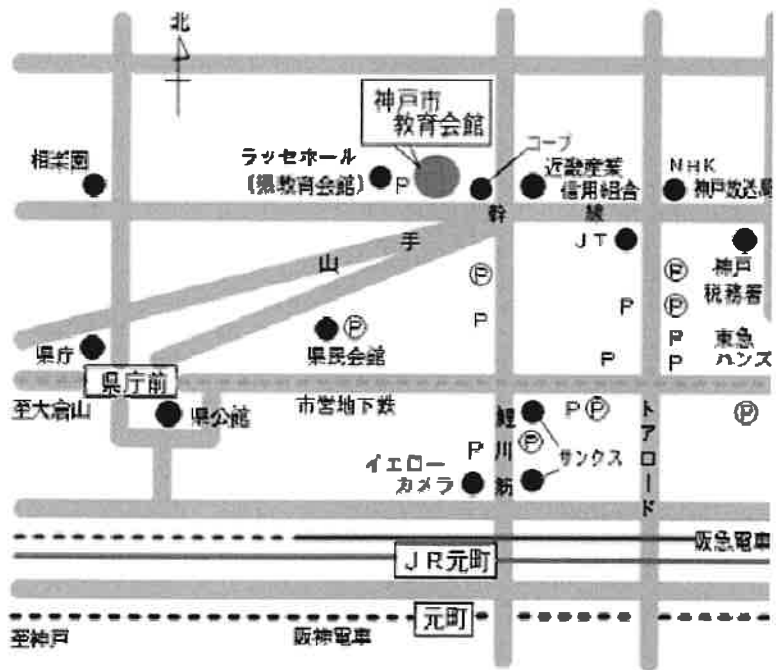 北
神戸市
教育会館
コープ
相楽園
ラッセホール
(県教育会館)
P
近畿産業
信用組合
NHK
神戸放送局
山手幹線
JT
P
神戸
税務署
P
P
P
P
東急
ハンズ
P
P
県民会館
P
P
県庁
県庁前
至大倉山
県公館
市営地下鉄
鯉川筋
P
P
P
P
サンクス
トアロード
P
イエロー
カメラ
阪急電車
JR元町
元町
至神戸
阪神電車